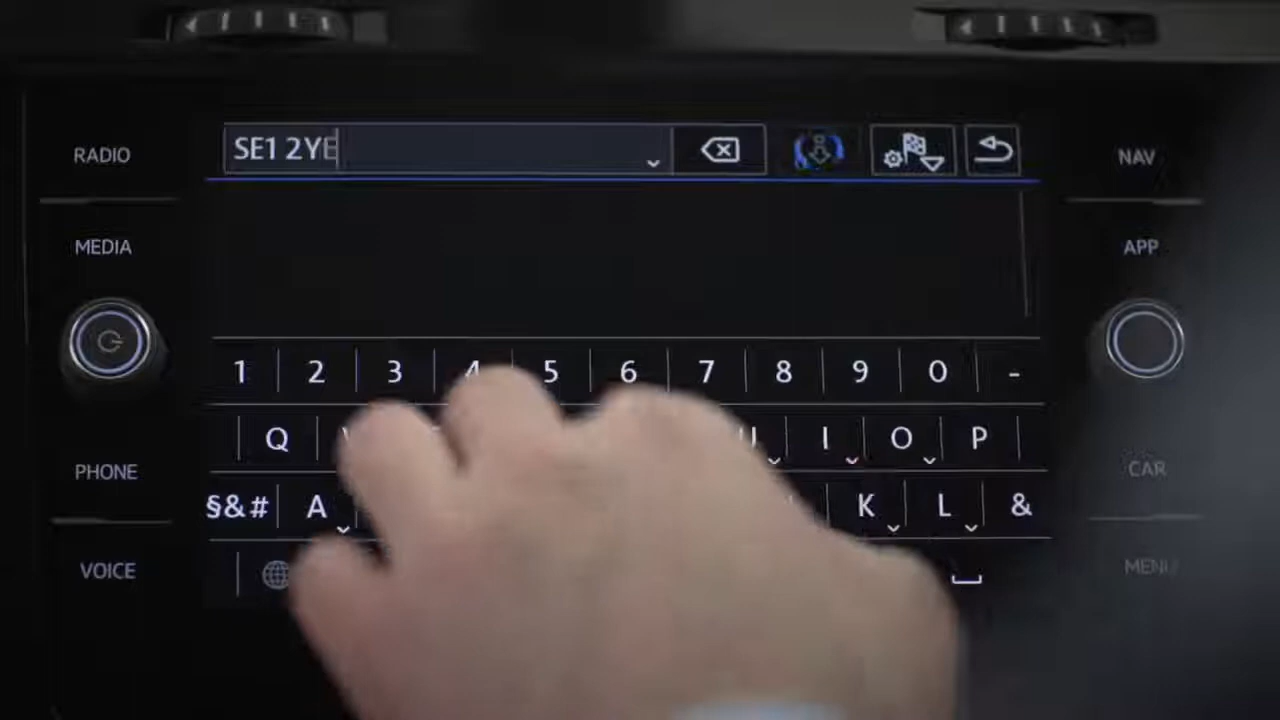 SE1 2YE
RADIO
NAV
MEDIA
APP
1 2 3 4 5 6 7 8 9 0 -
Q U I O P
PHONE
CAR
§&# A K L &
VOICE
MENU